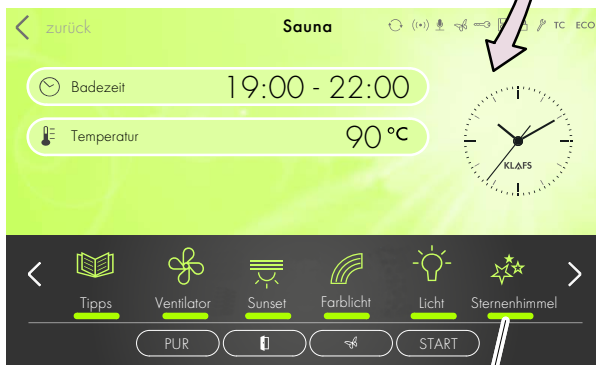 zurück Sauna TC ECO
Badezeit 19:00 - 22:00
Temperatur 90 °C
KLAFS
Tipps Ventilator Sunset Farblicht Licht Sternenhimmel
PUR START